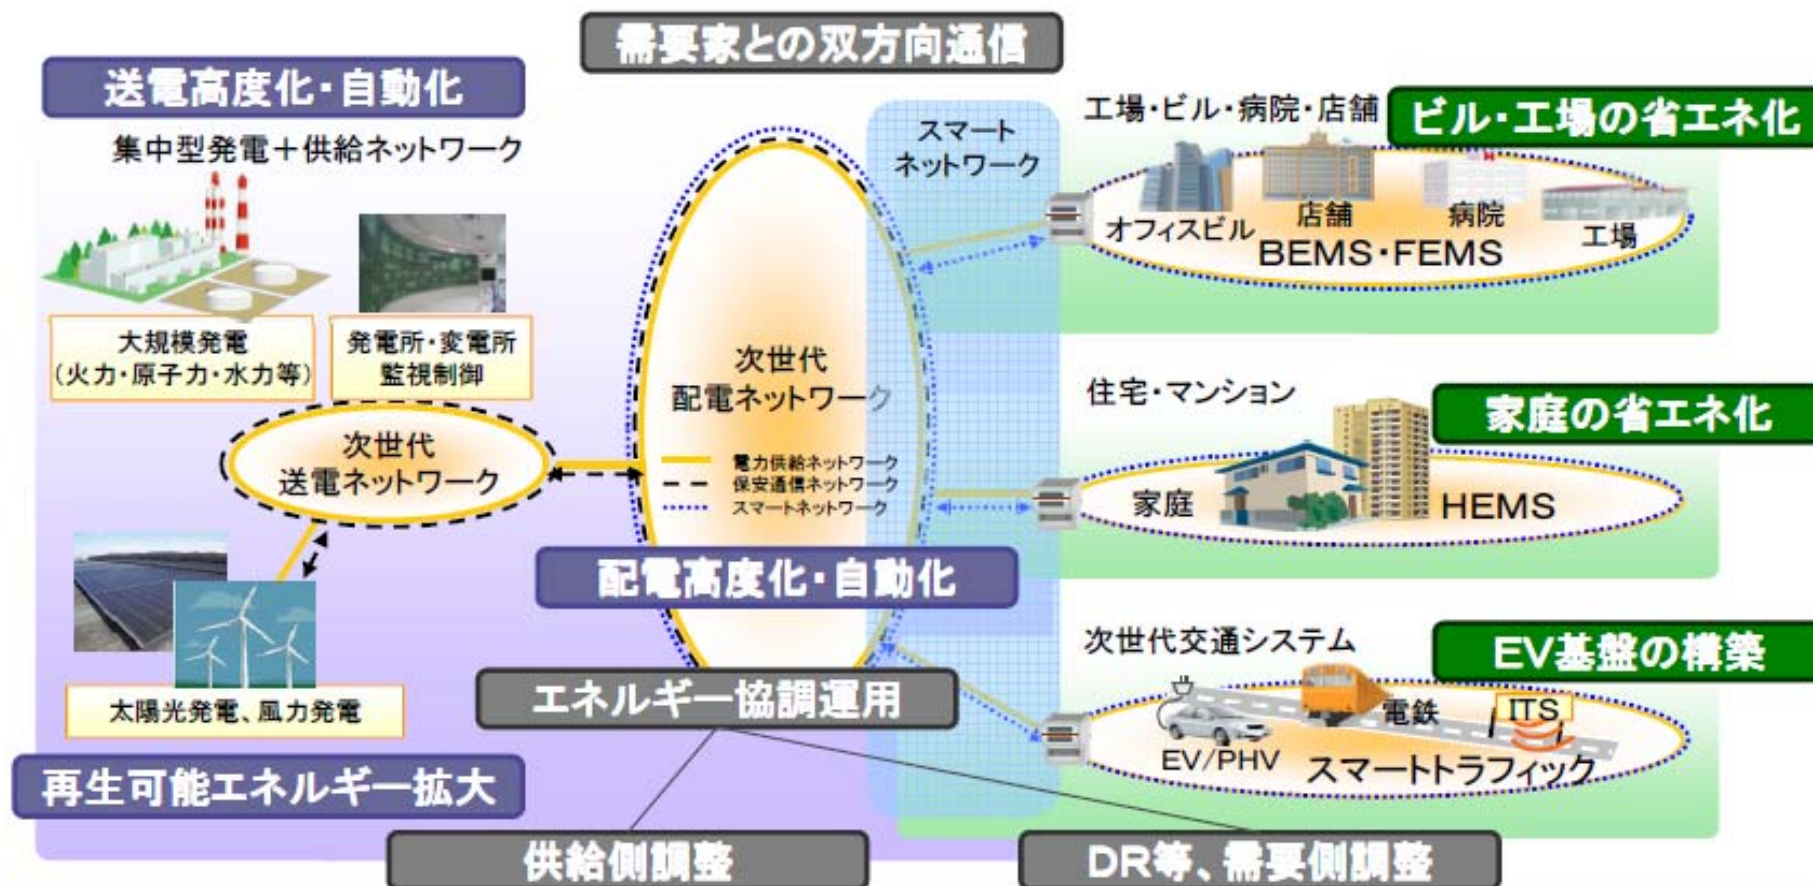 需要家との双方向通信
送電高度化・自動化
集中型発電＋供給ネットワーク
大規模発電
（火力・原子力・水力等）
発電所・変電所
監視制御
次世代
送電ネットワーク
太陽光発電、風力発電
再生可能エネルギー拡大
次世代
配電ネットワーク
電力供給ネットワーク
保安通信ネットワーク
スマートネットワーク
配電高度化・自動化
エネルギー協調運用
供給側調整
DR等、需要側調整
スマート
ネットワーク
工場・ビル・病院・店舗
ビル・工場の省エネ化
オフィスビル
店舗
病院
工場
BEMS・FEMS
住宅・マンション
家庭の省エネ化
家庭
HEMS
次世代交通システム
EV基盤の構築
電鉄
ITS
EV/PHV
スマートトラフィック